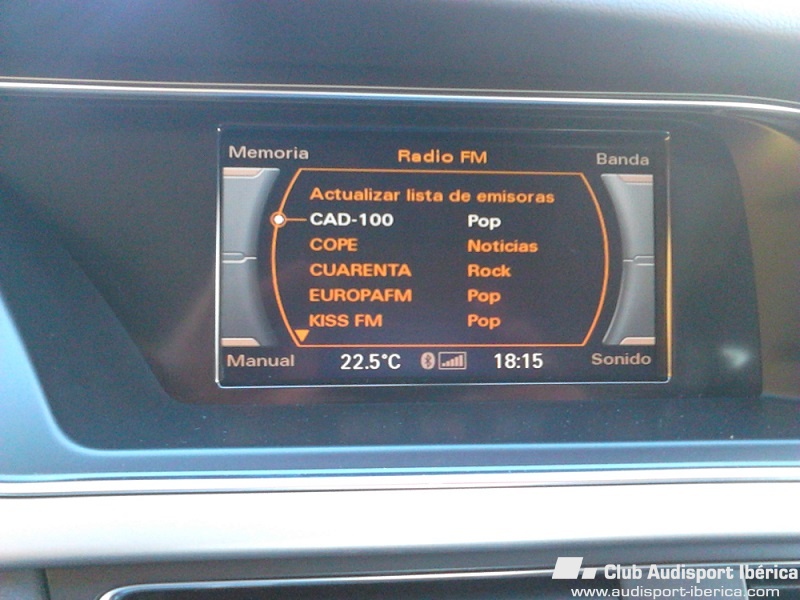 Memoria Radio FM Banda
Actualizar lista de emisoras
CAD-100 Pop
COPE Noticias
CUARENTA Rock
EUROPAFM Pop
KISS FM Pop
Manual 22.5°C 18:15 Sonido
Club Audisport Ibérica
www.audisport-iberica.com